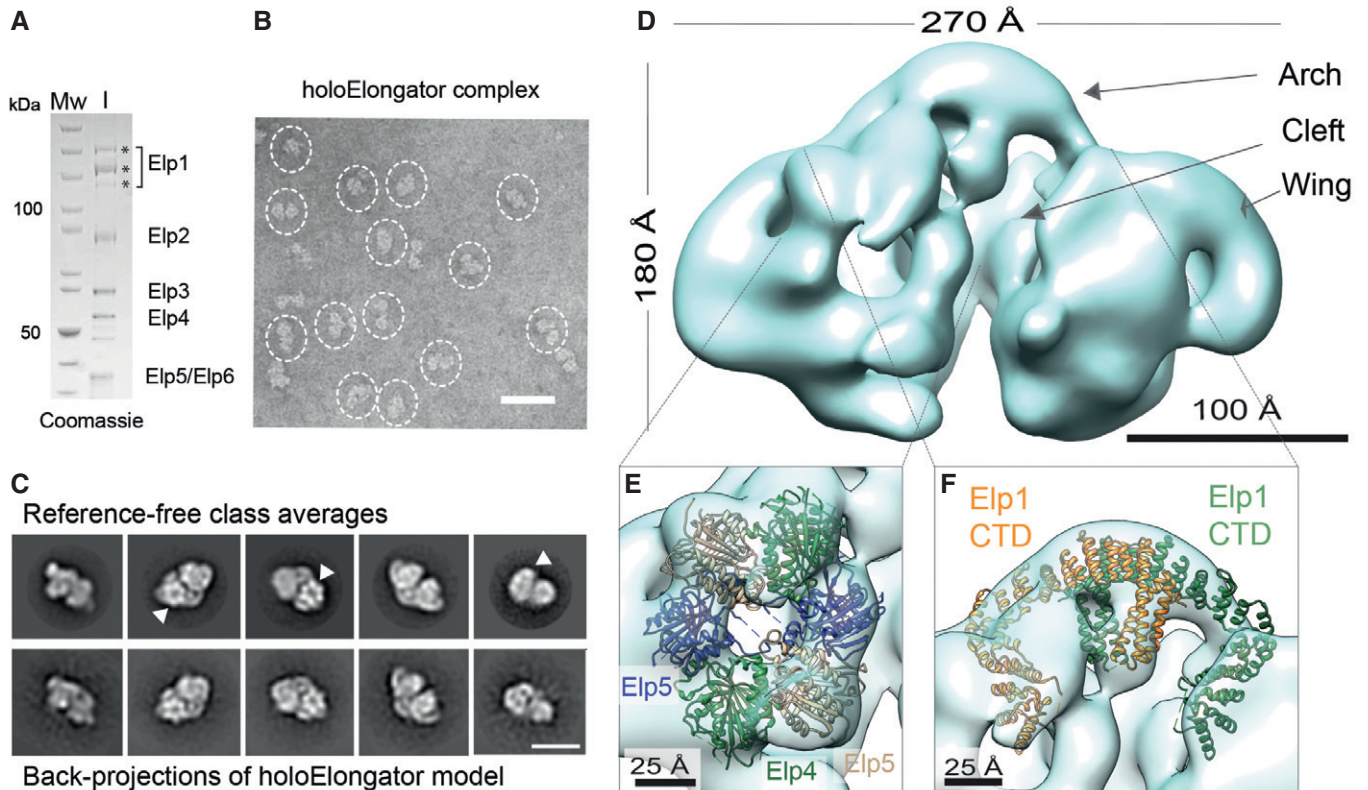 A
kDa Mw I
*
*
*
Elp1
100
Elp2
Elp3
Elp4
50
Elp5/Elp6
Coomassie
B
holoElongator complex
C
Reference-free class averages
Back-projections of holoElongator model
D
270 Å
180 Å
Arch
Cleft
Wing
100 Å
E
Elp5
Elp4
Elp5
25 Å
F
Elp1
CTD
Elp1
CTD
25 Å